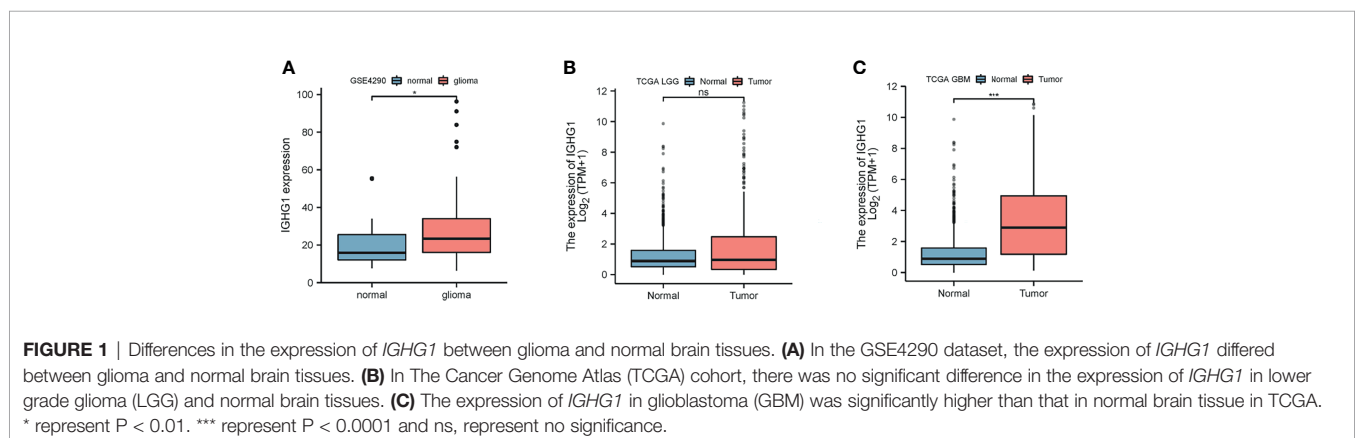 A
GSE4290 normal glioma
*
IGHG1 expression
100
80
60
40
20
0
normal glioma
B
TCGA LGG Normal Tumor
ns
The expression of IGHG1
Log2 (TPM+1)
12
10
8
6
4
2
0
Normal Tumor
C
TCGA GBM Normal Tumor
***
The expression of IGHG1
Log2 (TPM+1)
12
10
8
6
4
2
0
Normal Tumor
FIGURE 1 | Differences in the expression of IGHG1 between glioma and normal brain tissues. (A) In the GSE4290 dataset, the expression of IGHG1 differed
between glioma and normal brain tissues. (B) In The Cancer Genome Atlas (TCGA) cohort, there was no significant difference in the expression of IGHG1 in lower
grade glioma (LGG) and normal brain tissues. (C) The expression of IGHG1 in glioblastoma (GBM) was significantly higher than that in normal brain tissue in TCGA.
* represent P < 0.01. *** represent P < 0.0001 and ns, represent no significance.